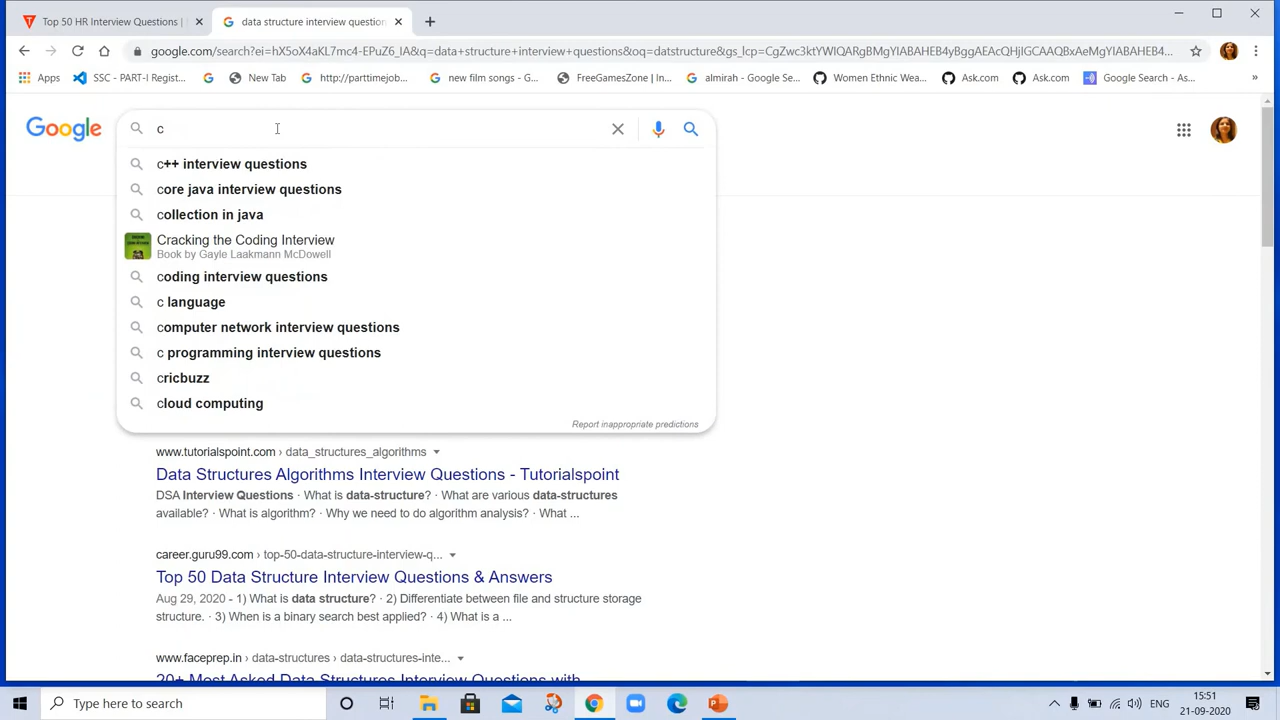 Top 50 HR Interview Questions |
data structure interview question
google.com/search?ei=hX5oX4aKL7mc4-EPuZ6_IA&q=data+structure+interview+questions&oq=datstructure&gs_lcp=CgZwc3ktYWIQARgBMgYIABAHEB4yBggAEAcQHjIGCAAQBxAeMgYIABAHEB4yBggAEAcQHjIGCAAQBxAeMgYIABAHEB4...
Apps
SSC - PART-I Regist...
New Tab
http://parttimejob...
new film songs - G...
FreeGamesZone | In...
almirah - Google Se...
Women Ethnic Wea...
Ask.com
Ask.com
Google Search - As...
»
Google
c
c++ interview questions
core java interview questions
collection in java
Cracking the Coding Interview
Book by Gayle Laakmann McDowell
coding interview questions
c language
computer network interview questions
c programming interview questions
cricbuzz
cloud computing
Report inappropriate predictions
www.tutorialspoint.com › data_structures_algorithms
Data Structures Algorithms Interview Questions - Tutorialspoint
DSA Interview Questions · What is data-structure? · What are various data-structures
available? · What is algorithm? · Why we need to do algorithm analysis? · What ...
career.guru99.com › top-50-data-structure-interview-q...
Top 50 Data Structure Interview Questions & Answers
Aug 29, 2020 - 1) What is data structure? · 2) Differentiate between file and structure storage
structure. · 3) When is a binary search best applied? · 4) What is a ...
www.faceprep.in › data-structures › data-structures-inte...
20+ Most Asked Data Structures Interview Questions with
Type here to search
ENG
15:51
21-09-2020